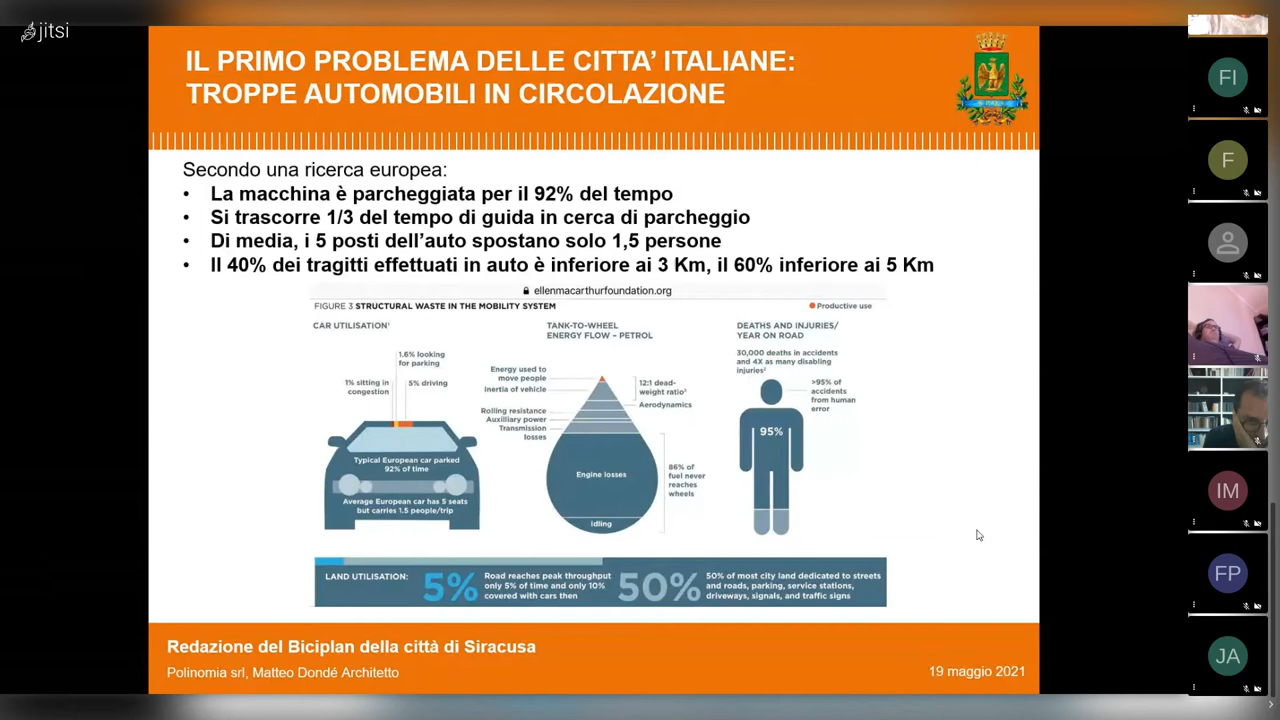 jitsi
IL PRIMO PROBLEMA DELLE CITTA' ITALIANE:
TROPPE AUTOMOBILI IN CIRCOLAZIONE
Secondo una ricerca europea:
• La macchina è parcheggiata per il 92% del tempo
• Si trascorre 1/3 del tempo di guida in cerca di parcheggio
• Di media, i 5 posti dell'auto spostano solo 1,5 persone
• Il 40% dei tragitti effettuati in auto è inferiore ai 3 Km, il 60% inferiore ai 5 Km
ellenmacarthurfoundation.org
FIGURE 3 STRUCTURAL WASTE IN THE MOBILITY SYSTEM
Productive use
CAR UTILISATION¹
1.6% looking
for parking
1% sitting in
congestion
5% driving
Typical European car parked
92% of time
Average European car has 5 seats
but carries 1.5 people/trip
TANK-TO-WHEEL
ENERGY FLOW – PETROL
Energy used to
move people
Inertia of vehicle
Rolling resistance
Auxilliary power
Transmission
losses
12:1 dead-
weight ratio²
Aerodynamics
Engine losses
86% of
fuel never
reaches
wheels
Idling
DEATHS AND INJURIES/
YEAR ON ROAD
30,000 deaths in accidents
and 4X as many disabling
injuries²
>95% of
accidents
from human
error
95%
LAND UTILISATION:
5%
Road reaches peak throughput
only 5% of time and only 10%
covered with cars then
50%
50% of most city land dedicated to streets
and roads, parking, service stations,
driveways, signals, and traffic signs
Redazione del Biciplan della città di Siracusa
Polinomia srl, Matteo Dondé Architetto
19 maggio 2021
FI
F
IM
FP
JA